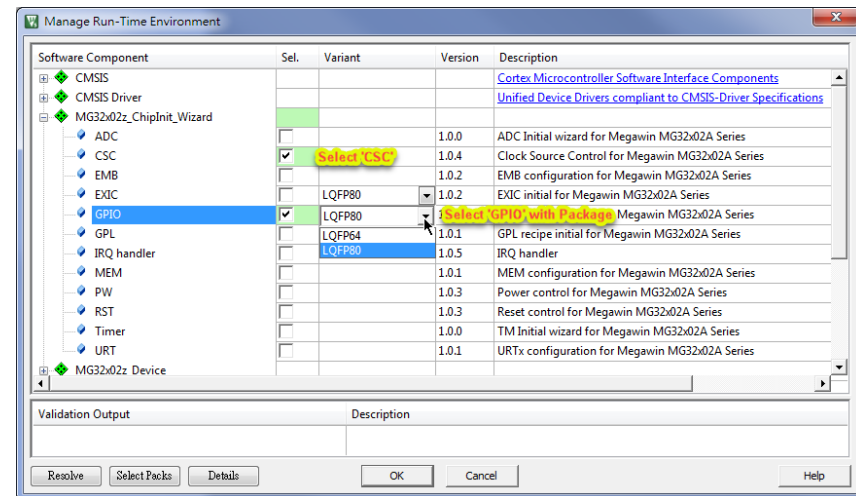 Manage Run-Time Environment
Software Component Sel. Variant Version Description
CMSIS Cortex Microcontroller Software Interface Components
CMSIS Driver Unified Device Drivers compliant to CMSIS-Driver Specifications
MG32x02z_ChipInit_Wizard
ADC 1.0.0 ADC Initial wizard for Megawin MG32x02A Series
CSC Select 'CSC' 1.0.4 Clock Source Control for Megawin MG32x02A Series
EMB 1.0.2 EMB configuration for Megawin MG32x02A Series
EXIC LQFP80 1.0.2 EXIC initial for Megawin MG32x02A Series
GPIO LQFP80 Select 'GPIO' with Package Megawin MG32x02A Series
GPL LQFP64 1.0.1 GPL recipe initial for Megawin MG32x02A Series
IRQ handler LQFP80 1.0.5 IRQ handler
MEM 1.0.1 MEM configuration for Megawin MG32x02A Series
PW 1.0.3 Power control for Megawin MG32x02A Series
RST 1.0.3 Reset control for Megawin MG32x02A Series
Timer 1.0.0 TM Initial wizard for Megawin MG32x02A Series
URT 1.0.1 URTx configuration for Megawin MG32x02A Series
MG32x02z Device
Validation Output Description
Resolve Select Packs Details OK Cancel Help